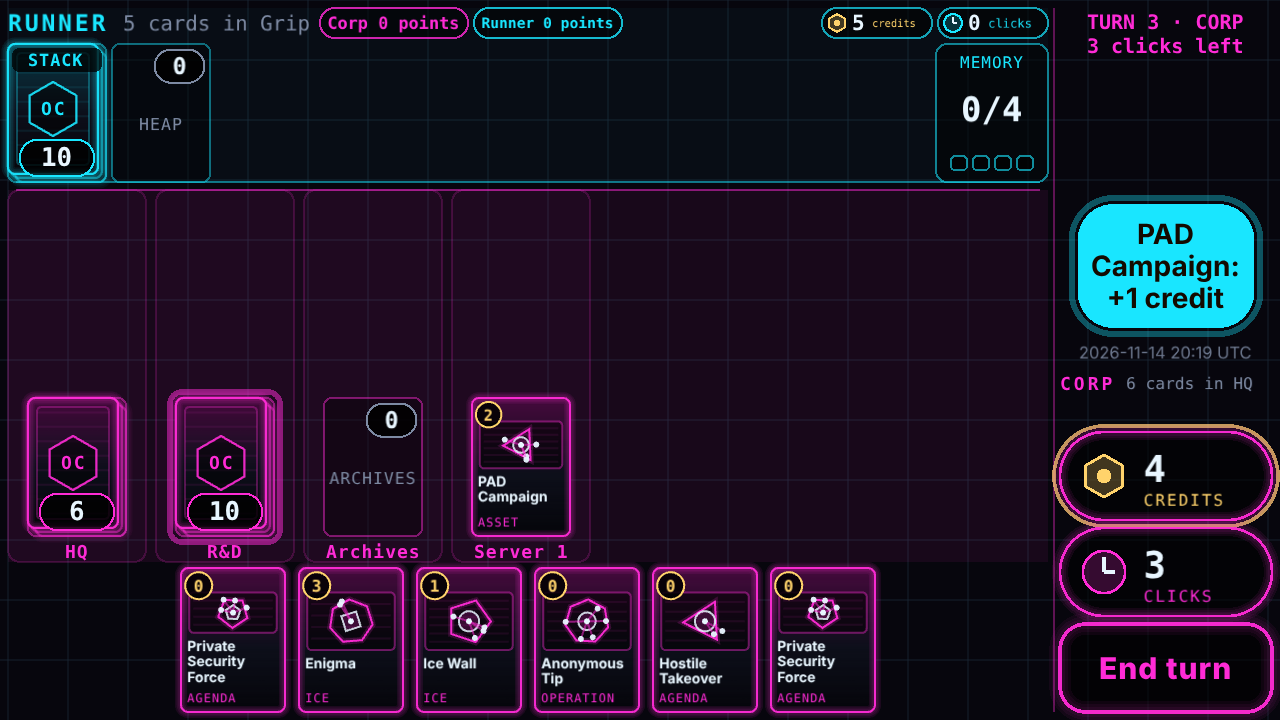 RUNNER 5 cards in Grip Corp 0 points Runner 0 points 5 credits 0 clicks
TURN 3 · CORP
3 clicks left
STACK
OC
10
0
HEAP
MEMORY
0/4
PAD
Campaign:
+1 credit
2026-11-14 20:19 UTC
CORP 6 cards in HQ
OC
6
HQ
OC
10
R&D
0
ARCHIVES
Archives
2
PAD
Campaign
ASSET
Server 1
4
CREDITS
3
CLICKS
End turn
0
Private
Security
Force
AGENDA
3
Enigma
ICE
1
Ice Wall
ICE
0
Anonymous
Tip
OPERATION
0
Hostile
Takeover
AGENDA
0
Private
Security
Force
AGENDA